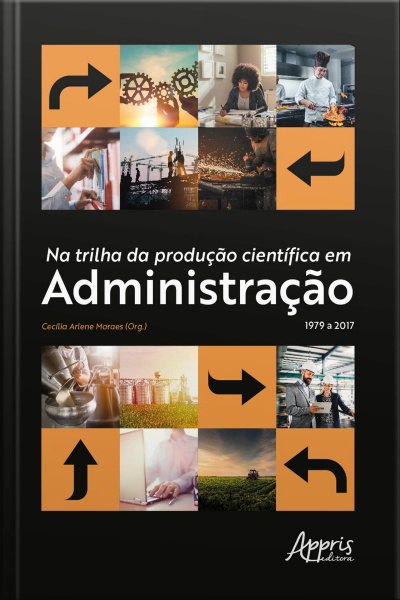 Na trilha da produção científica em
Administração
Cecília Arlene Moraes (Org.)
1979 a 2017
Appris
editora